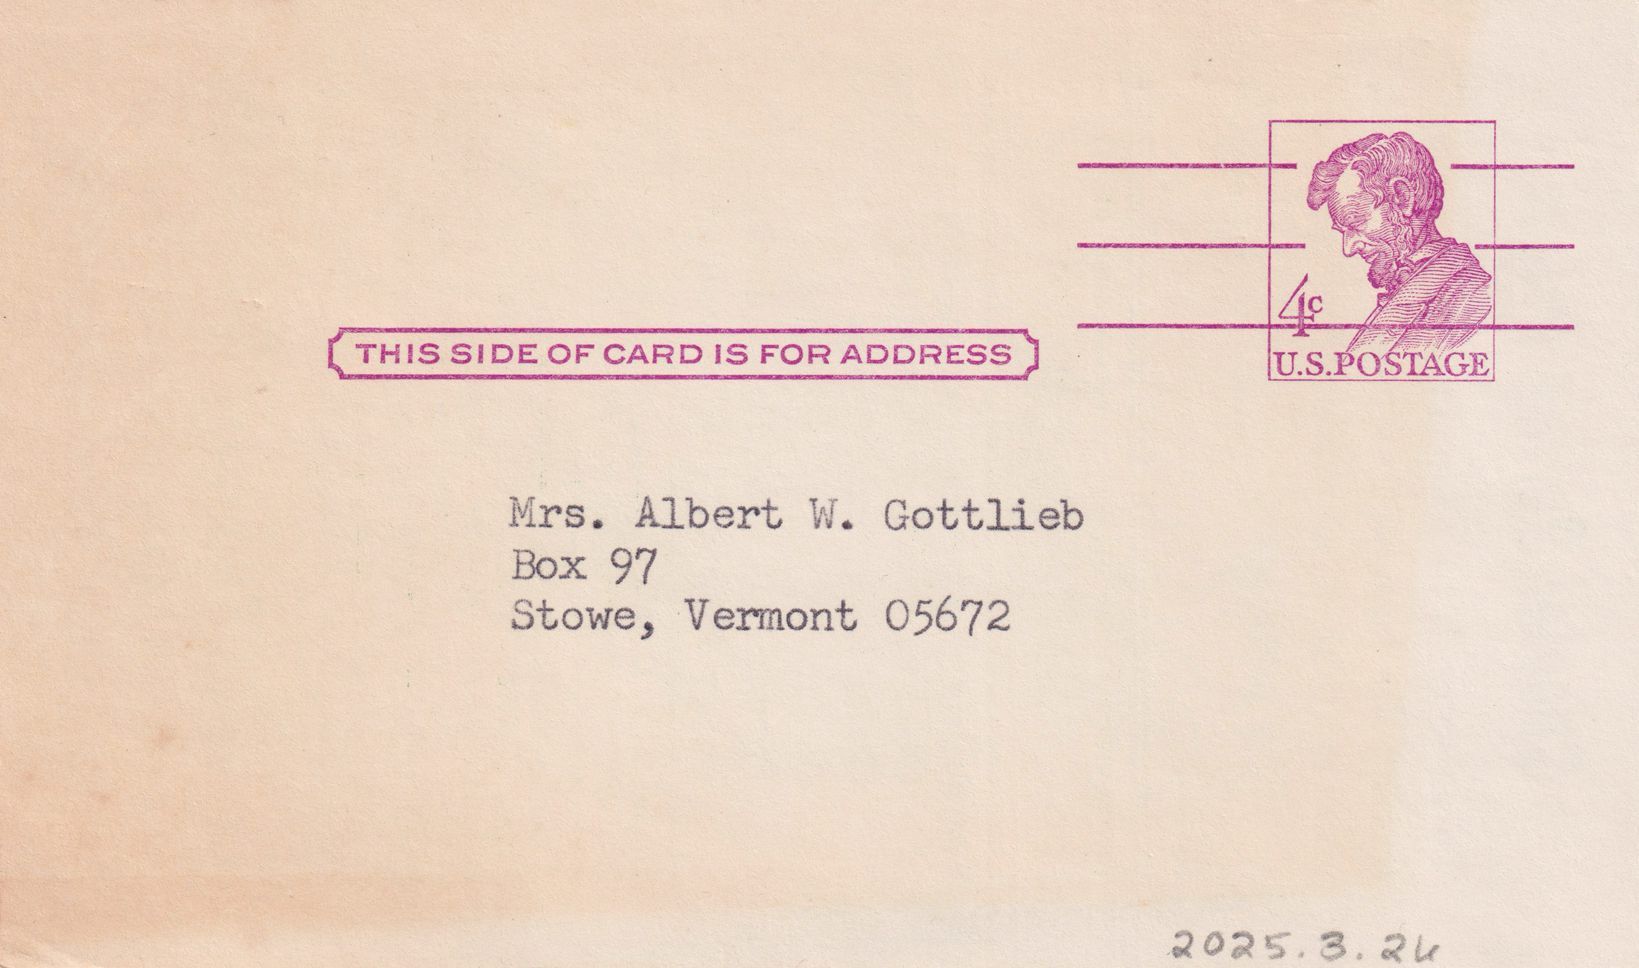 4c
U.S. POSTAGE
THIS SIDE OF CARD IS FOR ADDRESS
Mrs. Albert W. Gottlieb
Box 97
Stowe, Vermont 05672
2025.3.26